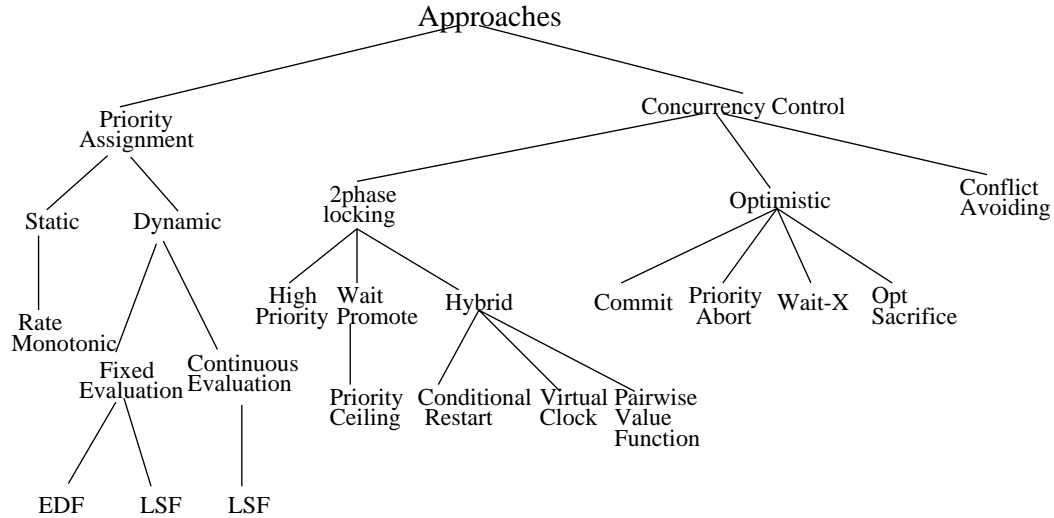 Approaches
Priority
Assignment
Concurrency Control
Static
Dynamic
2phase
locking
Optimistic
Conflict
Avoiding
Rate
Monotonic
Fixed
Evaluation
Continuous
Evaluation
High
Priority
Wait
Promote
Hybrid
Commit
Priority
Abort
Wait-X
Opt
Sacrifice
Priority
Ceiling
Conditional
Restart
Virtual
Clock
Pairwise
Value
Function
EDF
LSF
LSF